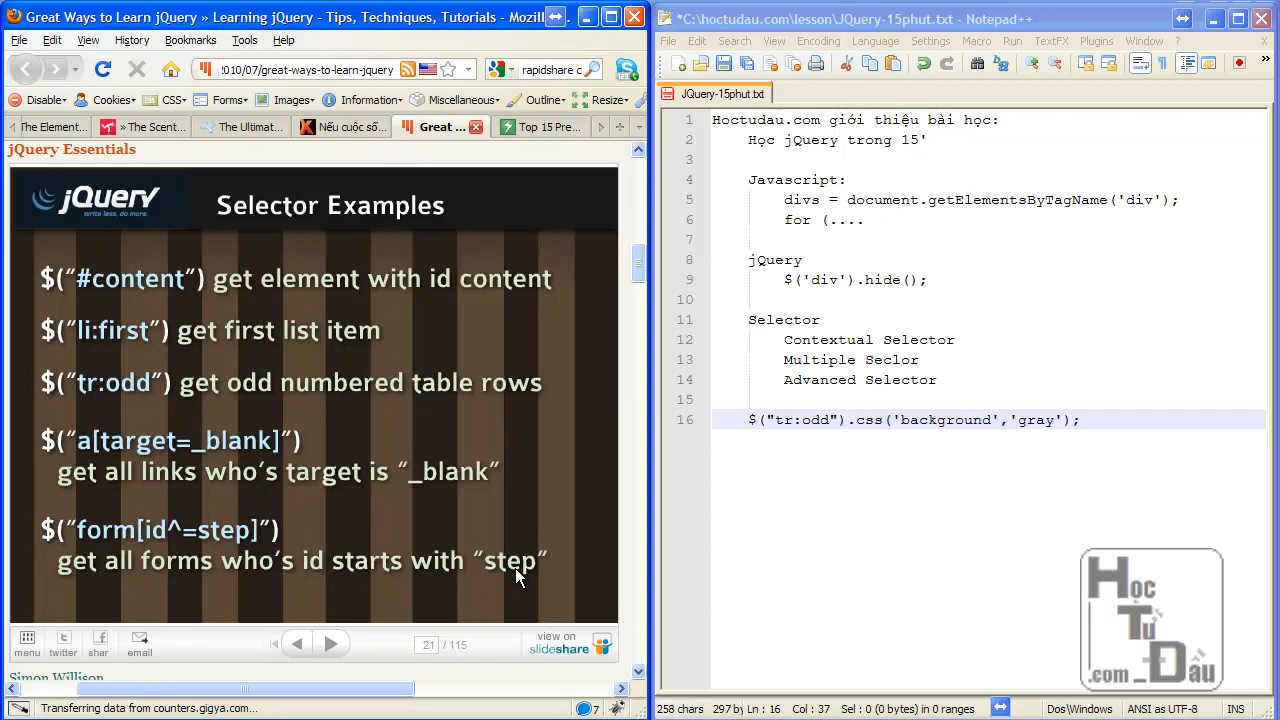 Great Ways to Learn jQuery » Learning jQuery - Tips, Techniques, Tutorials - Mozill...
File Edit View History Bookmarks Tools Help
010/07/great-ways-to-learn-jquery
rapidshare c
Disable Cookies CSS Forms Images Information Miscellaneous Outline Resize
The Element... » The Scent... The Ultimat... Nếu cuộc số... Great ... Top 15 Pre...
jQuery Essentials
jQuery
write less, do more.
Selector Examples
$("#content") get element with id content
$("li:first") get first list item
$("tr:odd") get odd numbered table rows
$("a[target=_blank]")
get all links who's target is "_blank"
$("form[id^=step]")
get all forms who's id starts with "step"
menu twitter shar email
21 / 115
view on
slideshare
Simon Willison
Transferring data from counters.gigya.com...
7
*C:\hoctudau.com\lesson\JQuery-15phut.txt - Notepad++
File Edit Search View Encoding Language Settings Macro Run TextFX Plugins Window ?
JQuery-15phut.txt
1 Hoctudau.com giới thiệu bài học:
2 Học jQuery trong 15'
3
4 Javascript:
5 divs = document.getElementsByTagName('div');
6 for (....
7
8 jQuery
9 $('div').hide();
10
11 Selector
12 Contextual Selector
13 Multiple Seclor
14 Advanced Selector
15
16 $("tr:odd").css('background','gray');
Học
Từ
.com _Đầu
258 chars 297 by Ln : 16 Col : 37 Sel : 0 (0 bytes) in 0 ranges Dos\Windows ANSI as UTF-8 INS